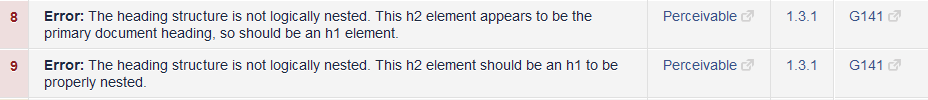 8 Error: The heading structure is not logically nested. This h2 element appears to be the Perceivable 1.3.1 G141
primary document heading, so should be an h1 element.
9 Error: The heading structure is not logically nested. This h2 element should be an h1 to be Perceivable 1.3.1 G141
properly nested.